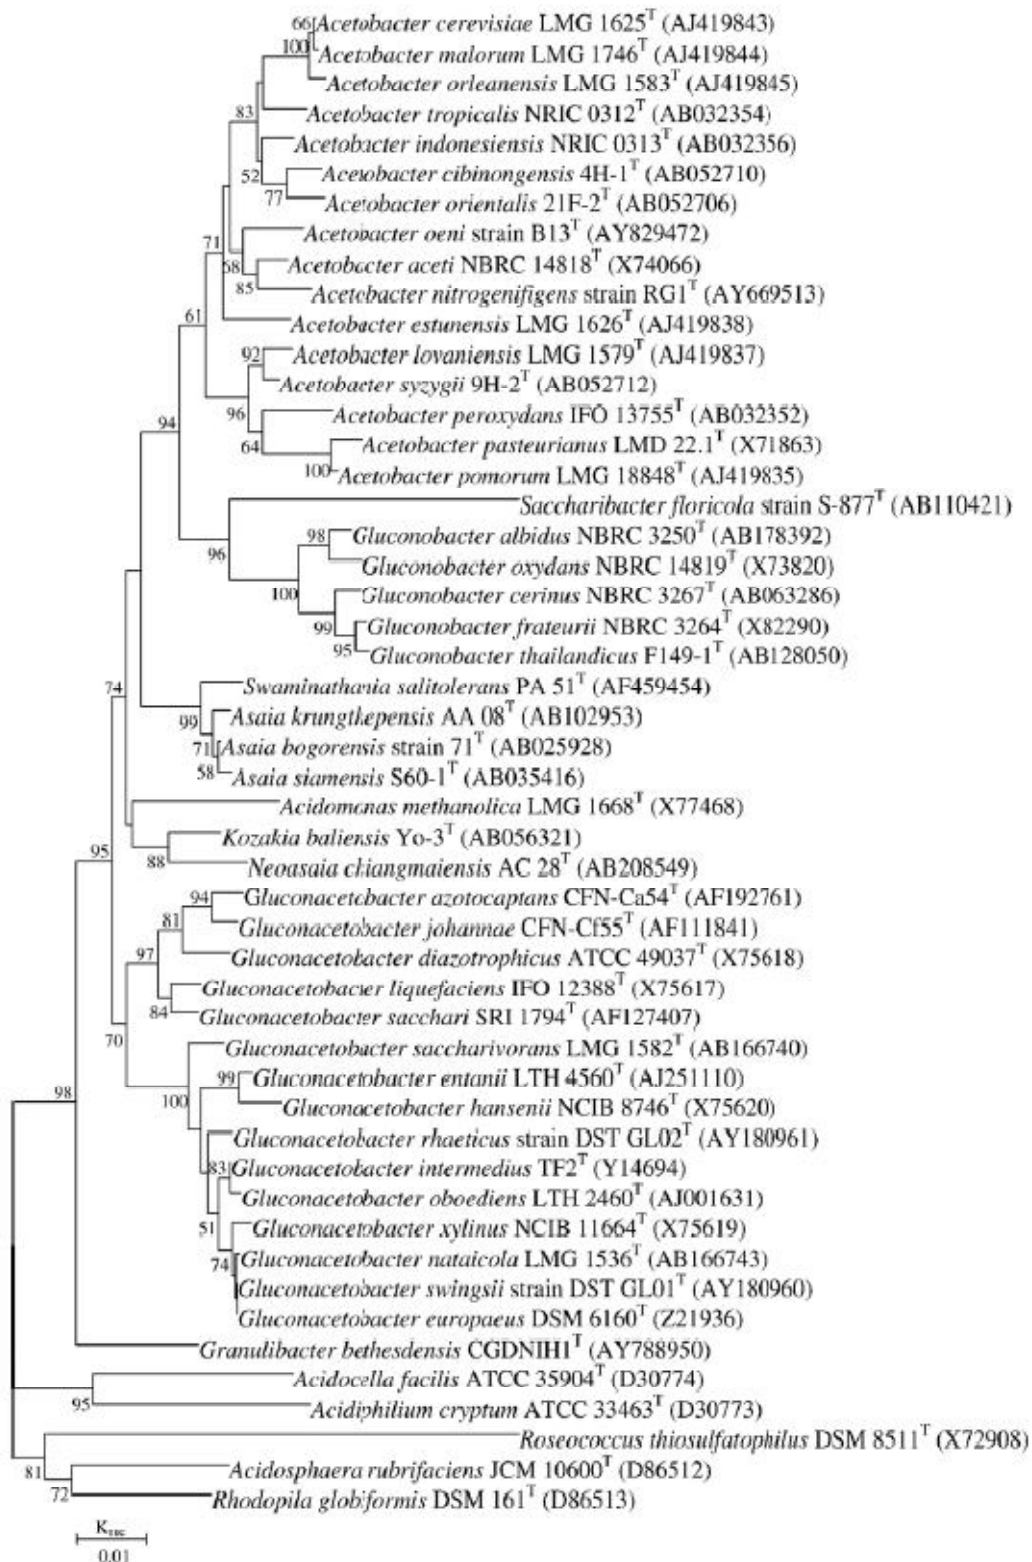 66 Acetobacter cerevisiae LMG 1625T (AJ419843)
100 Acetobacter malorum LMG 1746T (AJ419844)
Acetobacter orleanensis LMG 1583T (AJ419845)
83 Acetobacter tropicalis NRIC 0312T (AB032354)
Acetobacter indonesiensis NRIC 0313T (AB032356)
52 Acetobacter cibinongensis 4H-1T (AB052710)
77 Acetobacter orientalis 21F-2T (AB052706)
Acetobacter oeni strain B13T (AY829472)
71
68 Acetobacter aceti NBRC 14818T (X74066)
85 Acetobacter nitrogenifigens strain RG1T (AY669513)
61 Acetobacter estunensis LMG 1626T (AJ419838)
92 Acetobacter lovaniensis LMG 1579T (AJ419837)
Acetobacter syzygii 9H-2T (AB052712)
96 Acetobacter peroxydans IFO 13755T (AB032352)
94
64 Acetobacter pasteurianus LMD 22.1T (X71863)
100 Acetobacter pomorum LMG 18848T (AJ419835)
Saccharibacter floricola strain S-877T (AB110421)
98 Gluconobacter albidus NBRC 3250T (AB178392)
96
Gluconobacter oxydans NBRC 14819T (X73820)
100 Gluconobacter cerinus NBRC 3267T (AB063286)
99 Gluconobacter frateurii NBRC 3264T (X82290)
95 Gluconobacter thailandicus F149-1T (AB128050)
74 Swaminathania salitolerans PA 51T (AF459454)
99 Asaia krungthepensis AA 08T (AB102953)
71 Asaia bogorensis strain 71T (AB025928)
58 Asaia siamensis S60-1T (AB035416)
Acidomonas methanolica LMG 1668T (X77468)
Kozakia baliensis Yo-3T (AB056321)
95
88 Neoasaia chiangmaiensis AC 28T (AB208549)
94 Gluconacetobacter azotocaptans CFN-Ca54T (AF192761)
81 Gluconacetobacter johannae CFN-Cf55T (AF111841)
97 Gluconacetobacter diazotrophicus ATCC 49037T (X75618)
Gluconacetobacter liquefaciens IFO 12388T (X75617)
84 Gluconacetobacter sacchari SRI 1794T (AF127407)
70
Gluconacetobacter saccharivorans LMG 1582T (AB166740)
99 Gluconacetobacter entanii LTH 4560T (AJ251110)
98 100 Gluconacetobacter hansenii NCIB 8746T (X75620)
Gluconacetobacter rhaeticus strain DST GL02T (AY180961)
83 Gluconacetobacter intermedius TF2T (Y14694)
Gluconacetobacter oboediens LTH 2460T (AJ001631)
51 Gluconacetobacter xylinus NCIB 11664T (X75619)
74 Gluconacetobacter nataicola LMG 1536T (AB166743)
Gluconacetobacter swingsii strain DST GL01T (AY180960)
Gluconacetobacter europaeus DSM 6160T (Z21936)
Granulibacter bethesdensis CGDNIH1T (AY788950)
Acidocella facilis ATCC 35904T (D30774)
95 Acidiphilium cryptum ATCC 33463T (D30773)
Roseococcus thiosulfatophilus DSM 8511T (X72908)
81 Acidosphaera rubrifaciens JCM 10600T (D86512)
72 Rhodopila globiformis DSM 161T (D86513)
0.01